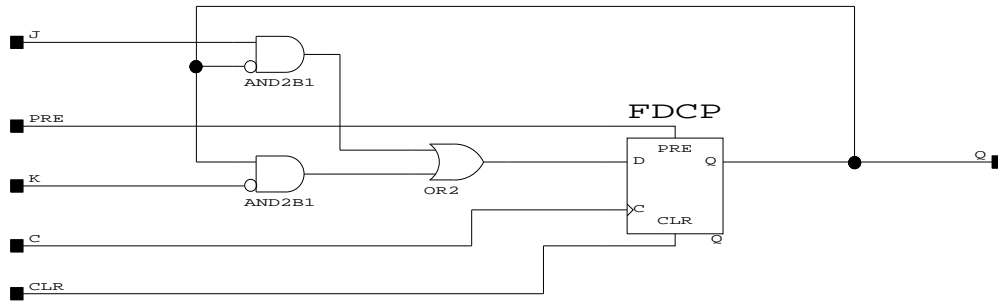 J
AND2B1
FDCP
PRE
PRE
D
Q
Q
K
AND2B1
OR2
C
C
CLR
Q
CLR